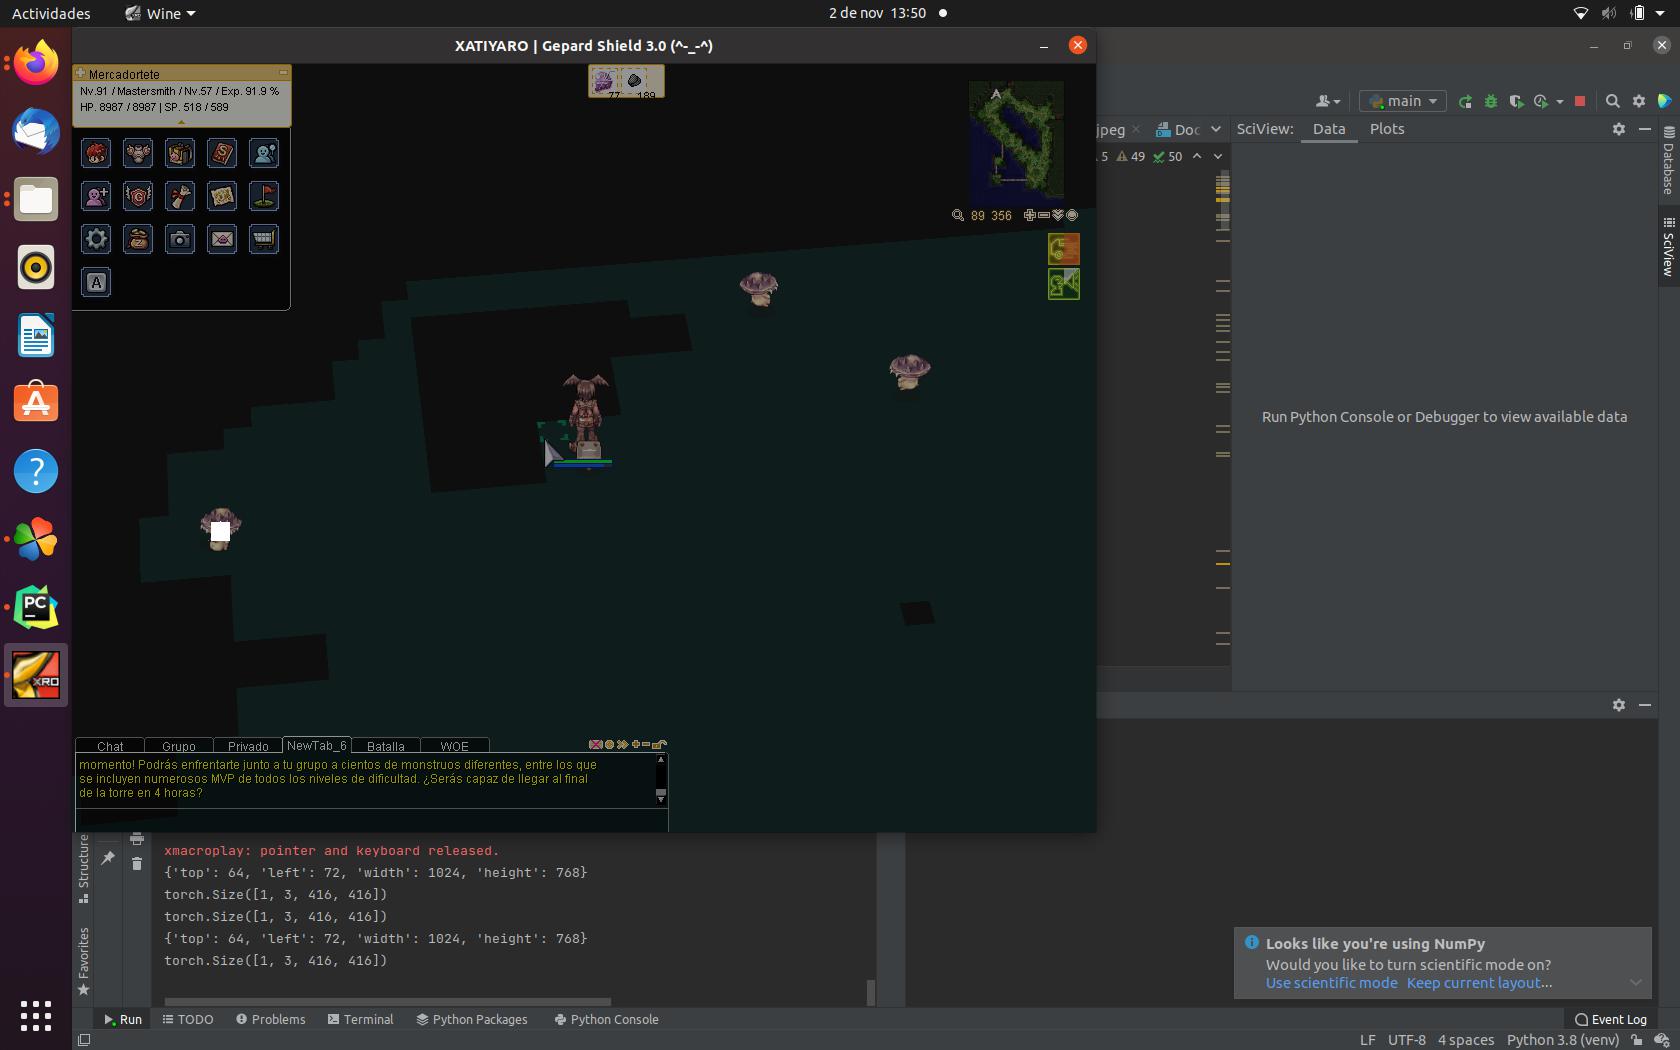 Actividades
Wine
2 de nov 13:50
XATIYARO | Gepard Shield 3.0 (^-_-^)
Mercadortete
Nv.91 / Mastersmith / Nv.57 / Exp. 91.9 %
HP. 8987 / 8987 | SP. 518 / 589
77 189
S
G
Z
A
89 356
main
jpeg
Doc
SciView:
Data
Plots
5
49
50
Database
SciView
Run Python Console or Debugger to view available data
PC
XRO
Chat
Grupo
Privado
NewTab_6
Batalla
WOE
momento! Podrás enfrentarte junto a tu grupo a cientos de monstruos diferentes, entre los que
se incluyen numerosos MVP de todos los niveles de dificultad. ¿Serás capaz de llegar al final
de la torre en 4 horas?
Structure
Favorites
xmacroplay: pointer and keyboard released.
{'top': 64, 'left': 72, 'width': 1024, 'height': 768}
torch.Size([1, 3, 416, 416])
torch.Size([1, 3, 416, 416])
{'top': 64, 'left': 72, 'width': 1024, 'height': 768}
torch.Size([1, 3, 416, 416])
Looks like you're using NumPy
Would you like to turn scientific mode on?
Use scientific mode Keep current layout...
Run
TODO
Problems
Terminal
Python Packages
Python Console
Event Log
LF UTF-8 4 spaces Python 3.8 (venv)